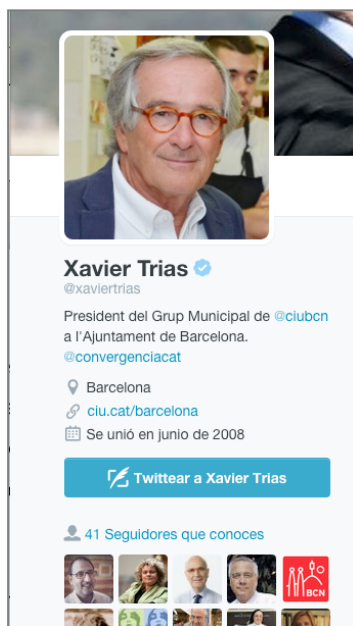 Xavier Trias
@xaviertrias
President del Grup Municipal de @ciubcn
a l'Ajuntament de Barcelona.
@convergenciacat
Barcelona
ciu.cat/barcelona
Se unió en junio de 2008
Twittear a Xavier Trias
41 Seguidores que conoces
BCN